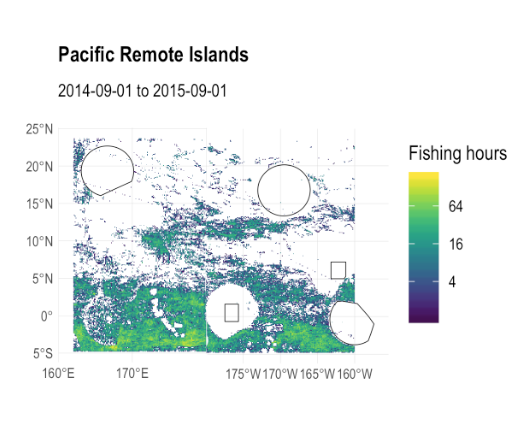 Pacific Remote Islands
2014-09-01 to 2015-09-01
25°N
20°N
15°N
10°N
5°N
0°
5°S
160°E 170°E 175°W 170°W 165°W 160°W
Fishing hours
64
16
4